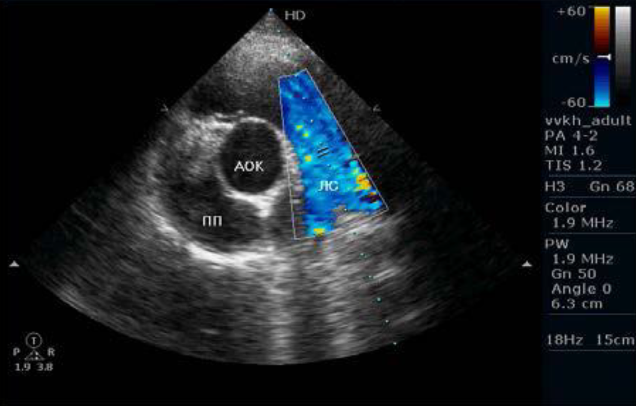 HD
+60
cm/s
-60
vvkh_adult
PA 4-2
MI 1.6
TIS 1.2
H3 Gn 68
Color
1.9 MHz
PW
1.9 MHz
Gn 50
Angle 0
6.3 cm
18Hz 15cm
АОК
ЛС
ПП
T
P R
1.9 3.8